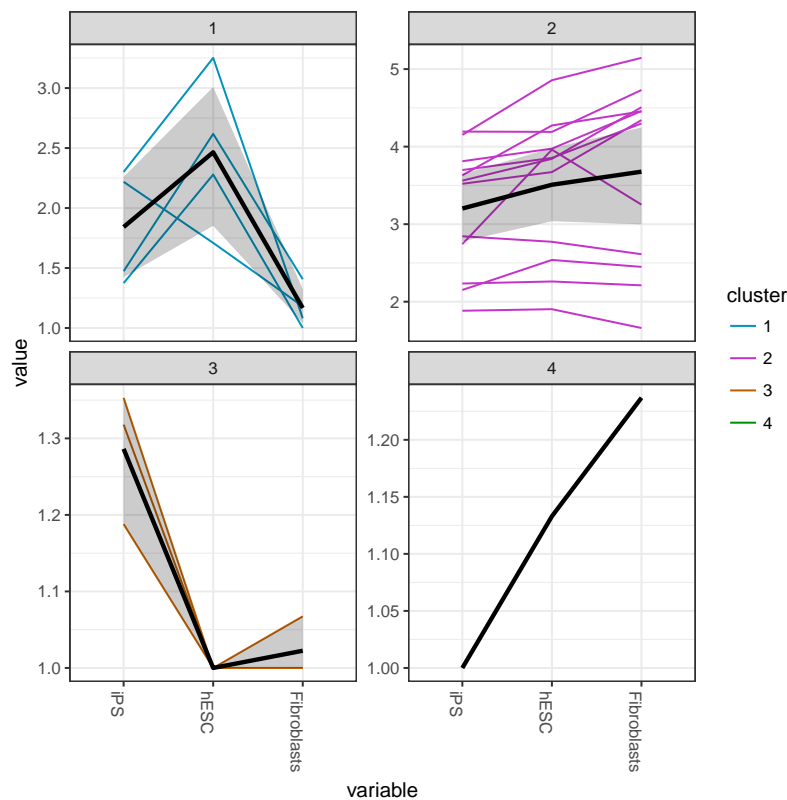 1
3.0
2.5
2.0
1.5
1.0
2
5
4
3
2
value
3
1.3
1.2
1.1
1.0
iPS
hESC
Fibroblasts
4
1.20
1.15
1.10
1.05
1.00
iPS
hESC
Fibroblasts
variable
cluster
1
2
3
4